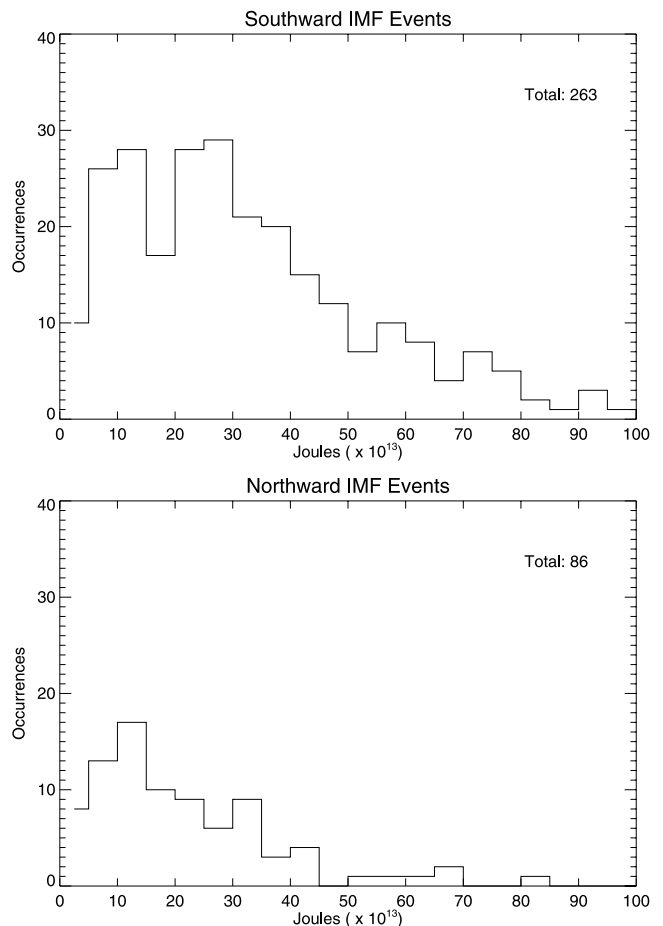 Southward IMF Events
40
Total: 263
30
20
10
0
Occurrences
0 10 20 30 40 50 60 70 80 90 100
Joules ( x 10¹³)
Northward IMF Events
40
Total: 86
30
20
10
0
Occurrences
0 10 20 30 40 50 60 70 80 90 100
Joules ( x 10¹³)